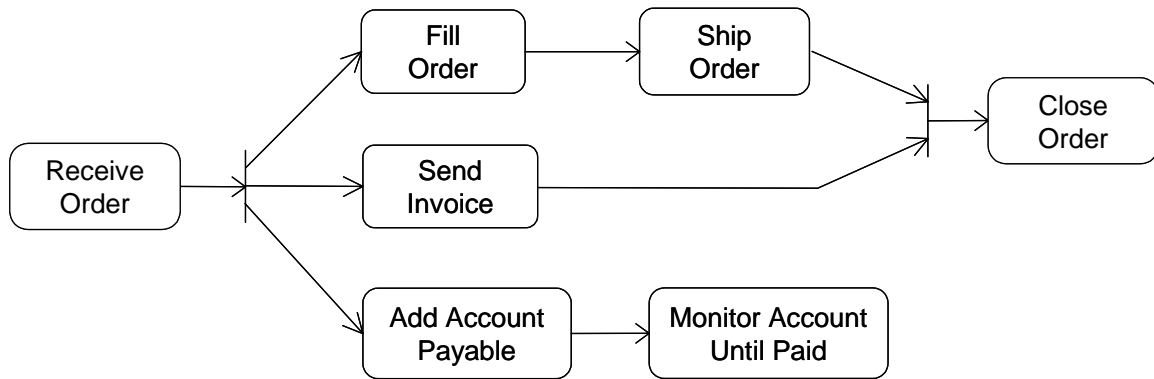 Fill
Order
Ship
Order
Close
Order
Receive
Order
Send
Invoice
Add Account
Payable
Monitor Account
Until Paid